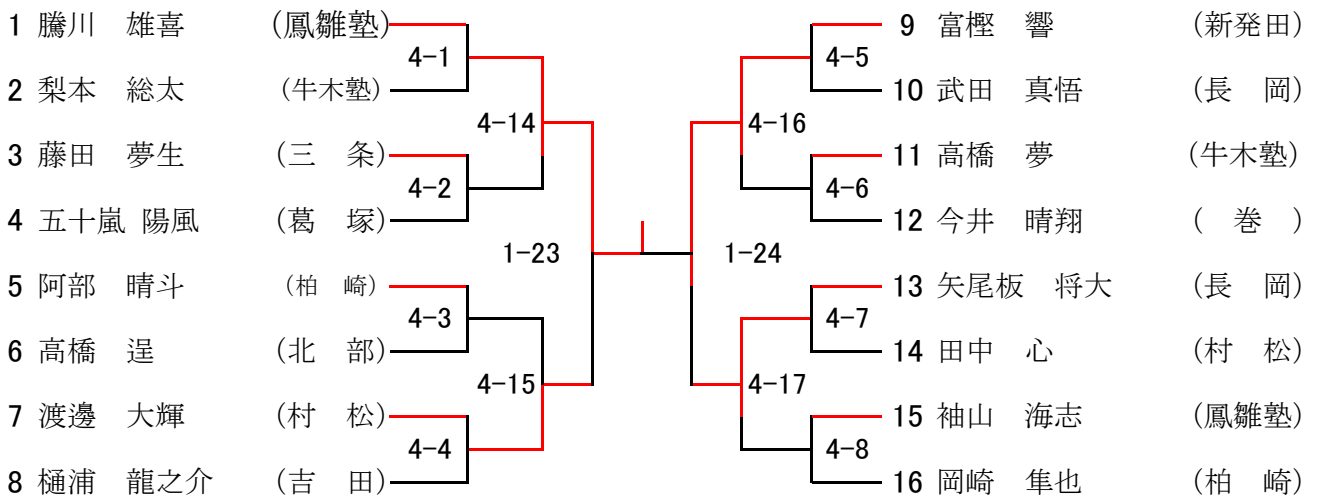 1 騰川 雄喜 (鳳雛塾)
4-1
2 梨本 総太 (牛木塾)
4-14
3 藤田 夢生 (三 条)
4-2
4 五十嵐 陽風 (葛 塚)
1-23
5 阿部 晴斗 (柏 崎)
4-3
6 高橋 逞 (北 部)
4-15
7 渡邊 大輝 (村 松)
4-4
8 樋浦 龍之介 (吉 田)
9 富樫 響 (新発田)
4-5
10 武田 真悟 (長 岡)
4-16
11 高橋 夢 (牛木塾)
4-6
12 今井 晴翔 ( 巻 )
1-24
13 矢尾板 将大 (長 岡)
4-7
14 田中 心 (村 松)
4-17
15 袖山 海志 (鳳雛塾)
4-8
16 岡崎 隼也 (柏 崎)